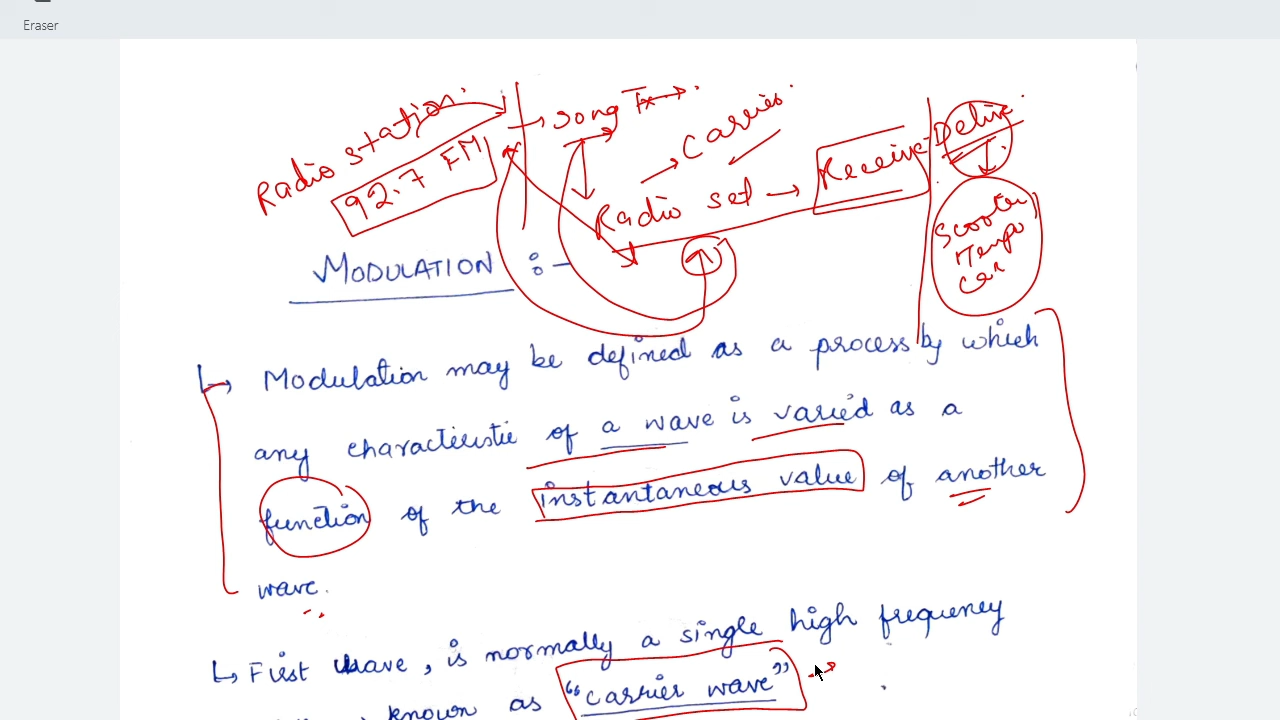 Eraser
Radio station.
92.7 FM
→ song Tx →.
→ Carrier.
Radio set → Receive
Deliver
Scooter,
Tempo
Car
MODULATION :-
↳ Modulation may be defined as a process by which
any characteristic of a wave is varied as a
function of the instantaneous value of another
wave.
↳ First wave, is normally a single high frequency
known as "carrier wave" →